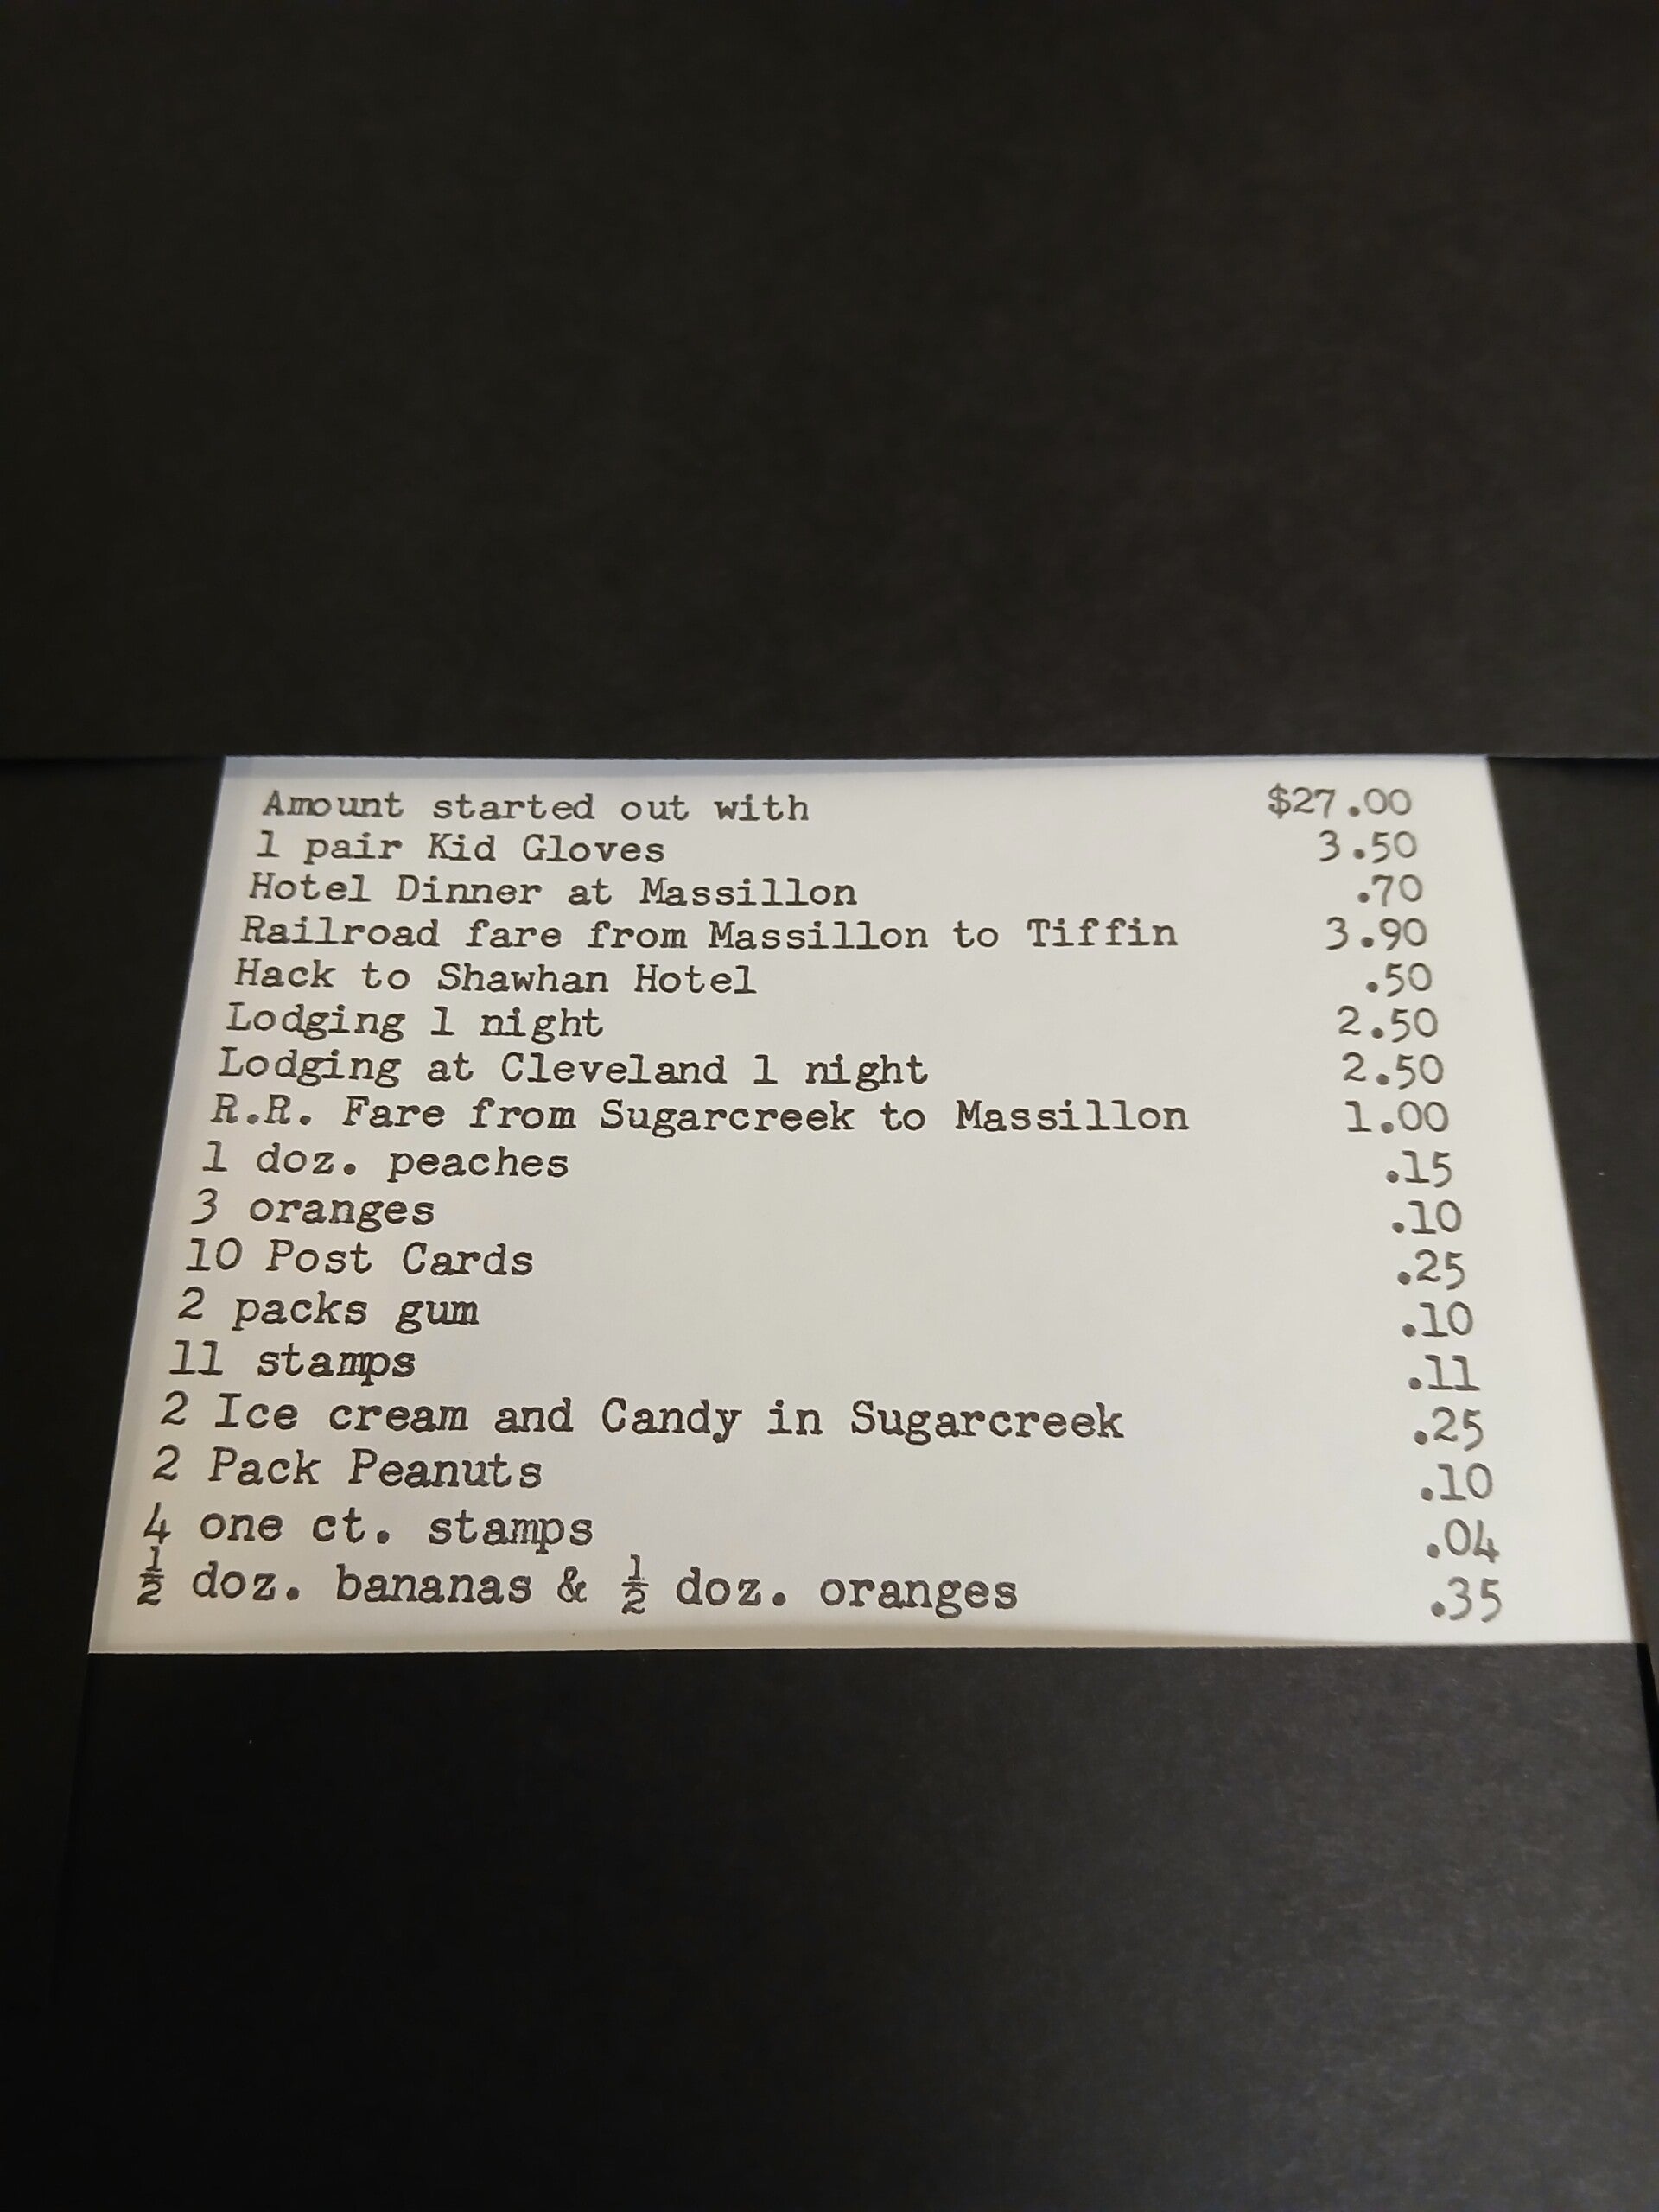 Amount started out with $27.00
1 pair Kid Gloves 3.50
Hotel Dinner at Massillon .70
Railroad fare from Massillon to Tiffin 3.90
Hack to Shawhan Hotel .50
Lodging 1 night 2.50
Lodging at Cleveland 1 night 2.50
R.R. Fare from Sugarcreek to Massillon 1.00
1 doz. peaches .15
3 oranges .10
10 Post Cards .25
2 packs gum .10
11 stamps .11
2 Ice cream and Candy in Sugarcreek .25
2 Pack Peanuts .10
4 one ct. stamps .04
½ doz. bananas & ½ doz. oranges .35